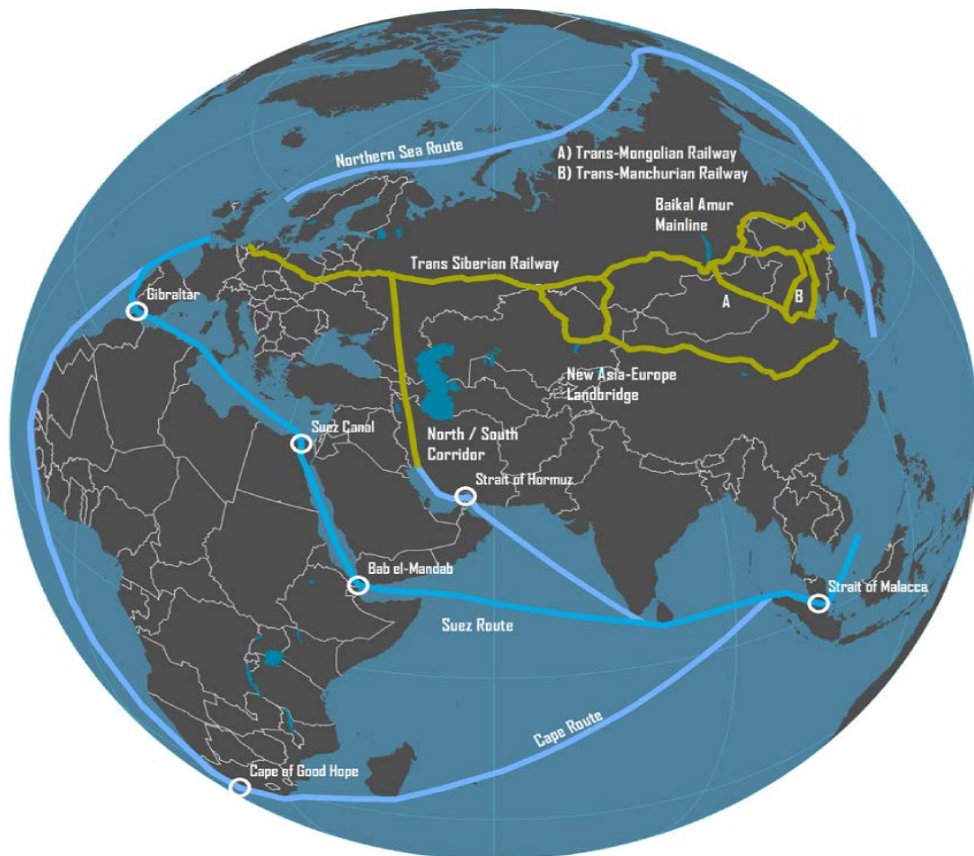 Northern Sea Route
A) Trans-Mongolian Railway
B) Trans-Manchurian Railway
Baikal Amur
Mainline
Trans Siberian Railway
A
B
Gibraltar
New Asia-Europe
Landbridge
Suez Canal
North / South
Corridor
Strait of Hormuz
Bab el-Mandab
Strait of Malacca
Suez Route
Cape Route
Cape of Good Hope